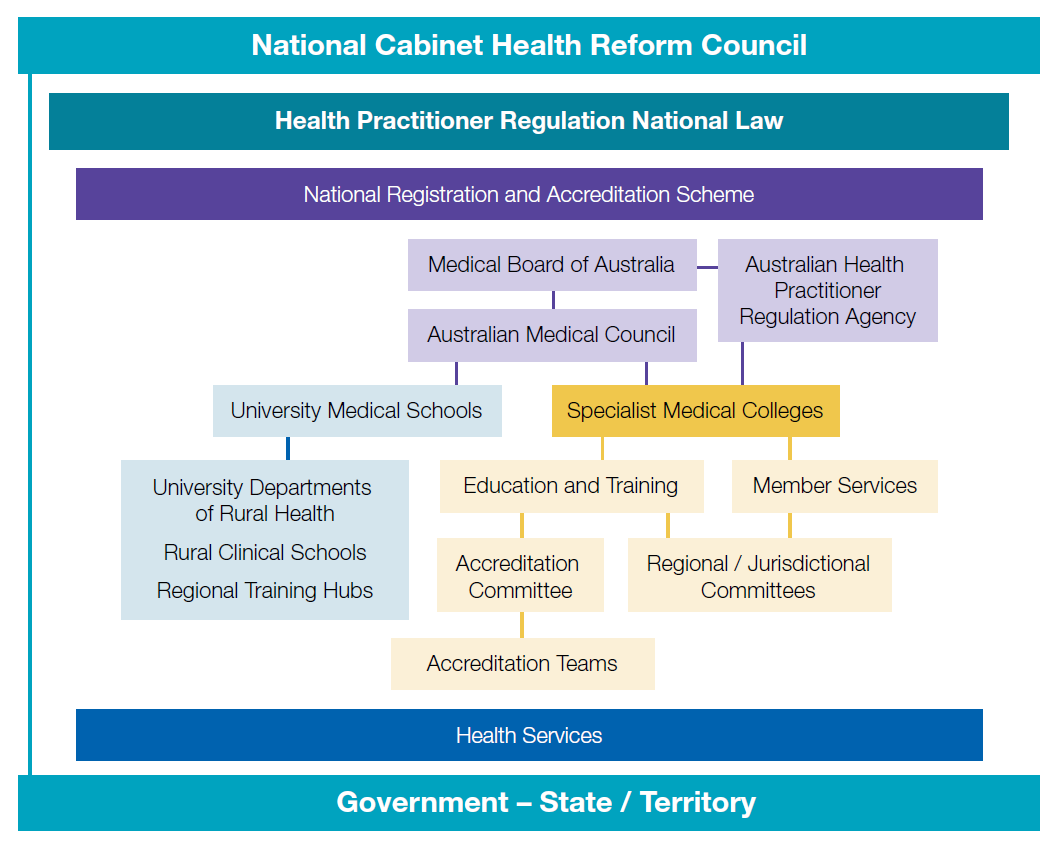 National Cabinet Health Reform Council
Health Practitioner Regulation National Law
National Registration and Accreditation Scheme
Medical Board of Australia
Australian Health
Practitioner
Regulation Agency
Australian Medical Council
University Medical Schools
Specialist Medical Colleges
University Departments
of Rural Health
Rural Clinical Schools
Regional Training Hubs
Education and Training
Member Services
Accreditation
Committee
Regional / Jurisdictional
Committees
Accreditation Teams
Health Services
Government – State / Territory